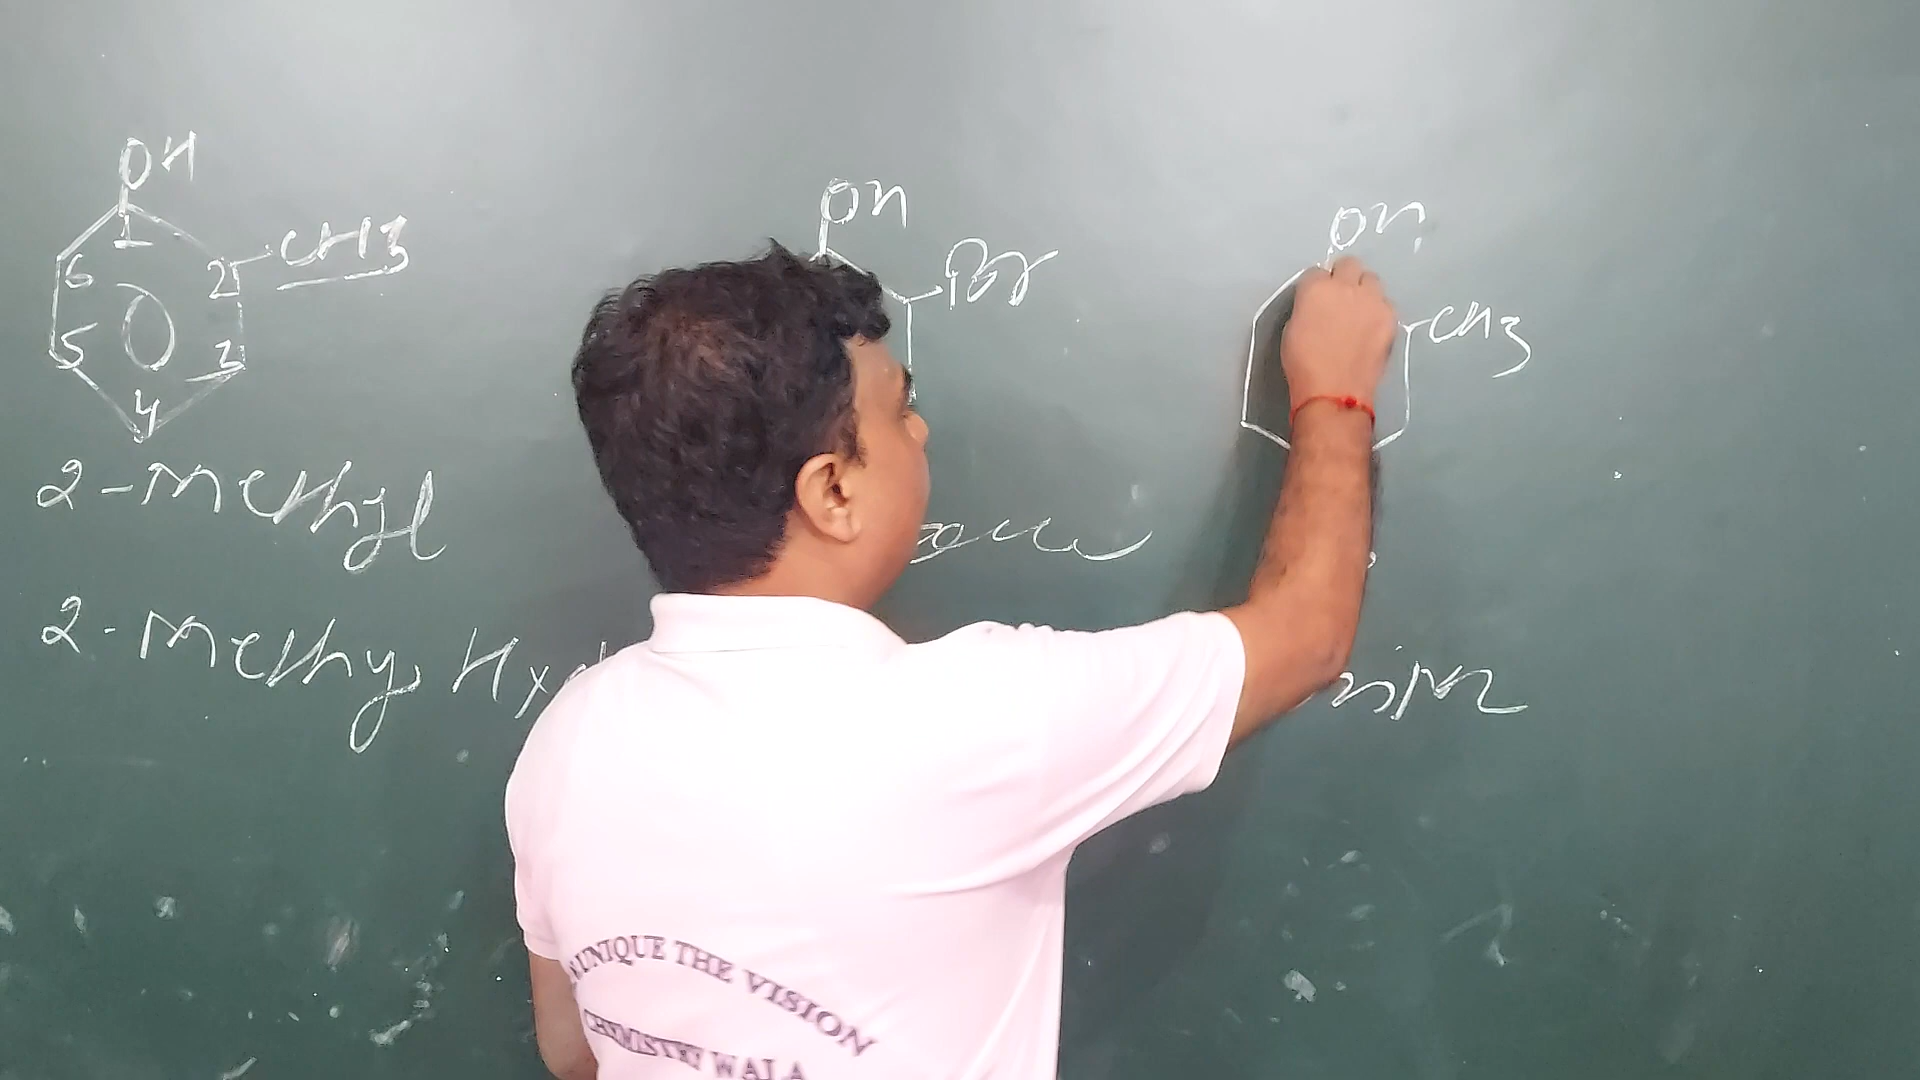 OH
1
6
2
CH3
5
3
4
OH
Br
OH
CH3
2-Methyl
2-Methyl Hyd
UNIQUE THE VISION
CHEMISTRY WALA